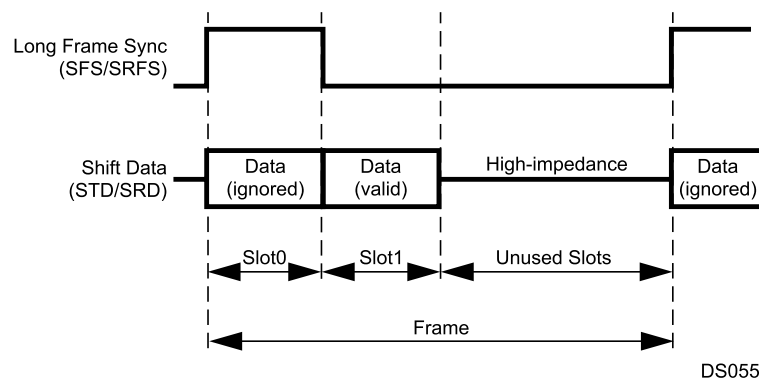 Long Frame Sync
(SFS/SRFS)
Shift Data
(STD/SRD)
Data
(ignored)
Data
(valid)
High-impedance
Data
(ignored)
Slot0
Slot1
Unused Slots
Frame
DS055